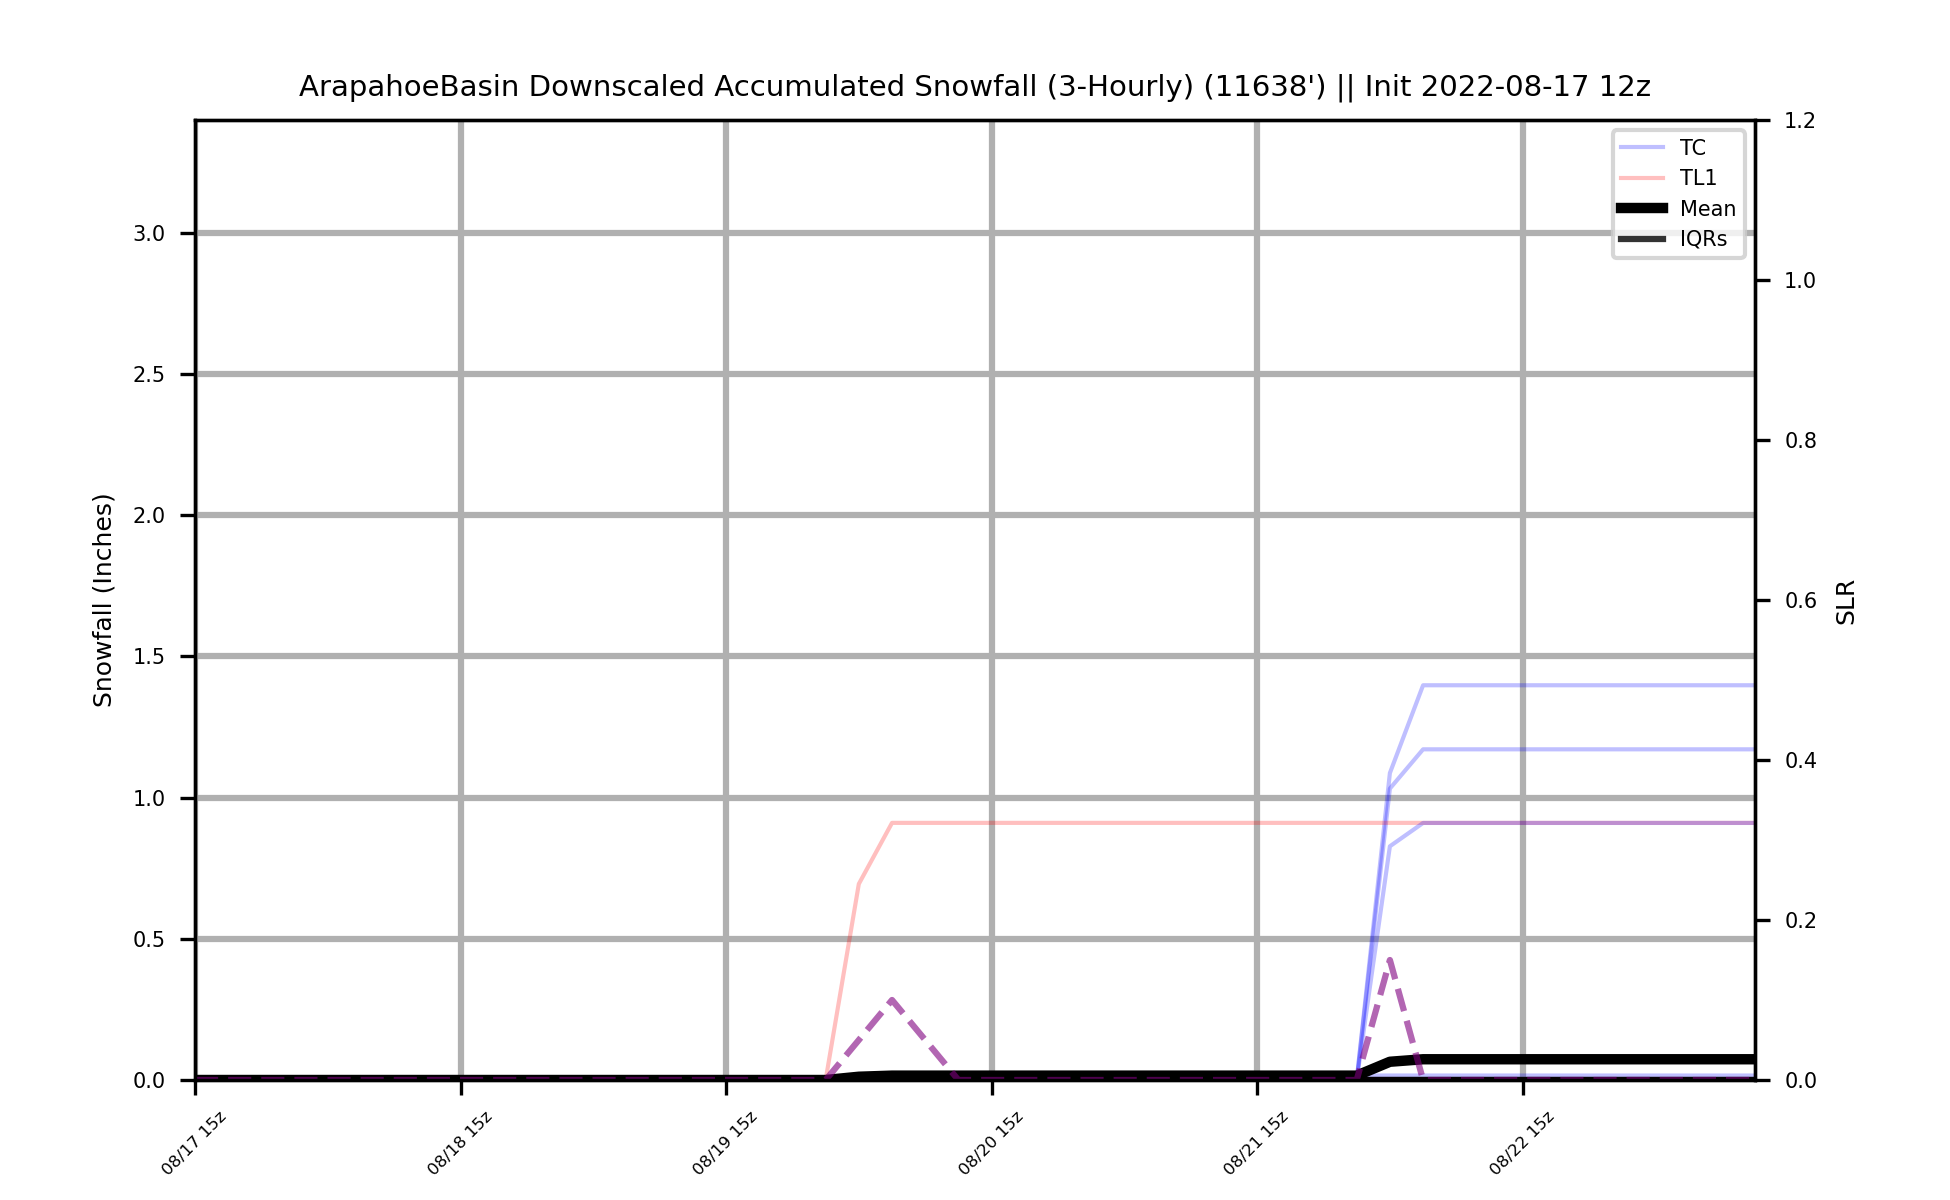 ArapahoeBasin Downscaled Accumulated Snowfall (3-Hourly) (11638') || Init 2022-08-17 12z
TC
TL1
Mean
IQRs
Snowfall (Inches)
3.0
2.5
2.0
1.5
1.0
0.5
0.0
1.2
1.0
0.8
0.6
0.4
0.2
0.0
SLR
08/17 15z
08/18 15z
08/19 15z
08/20 15z
08/21 15z
08/22 15z